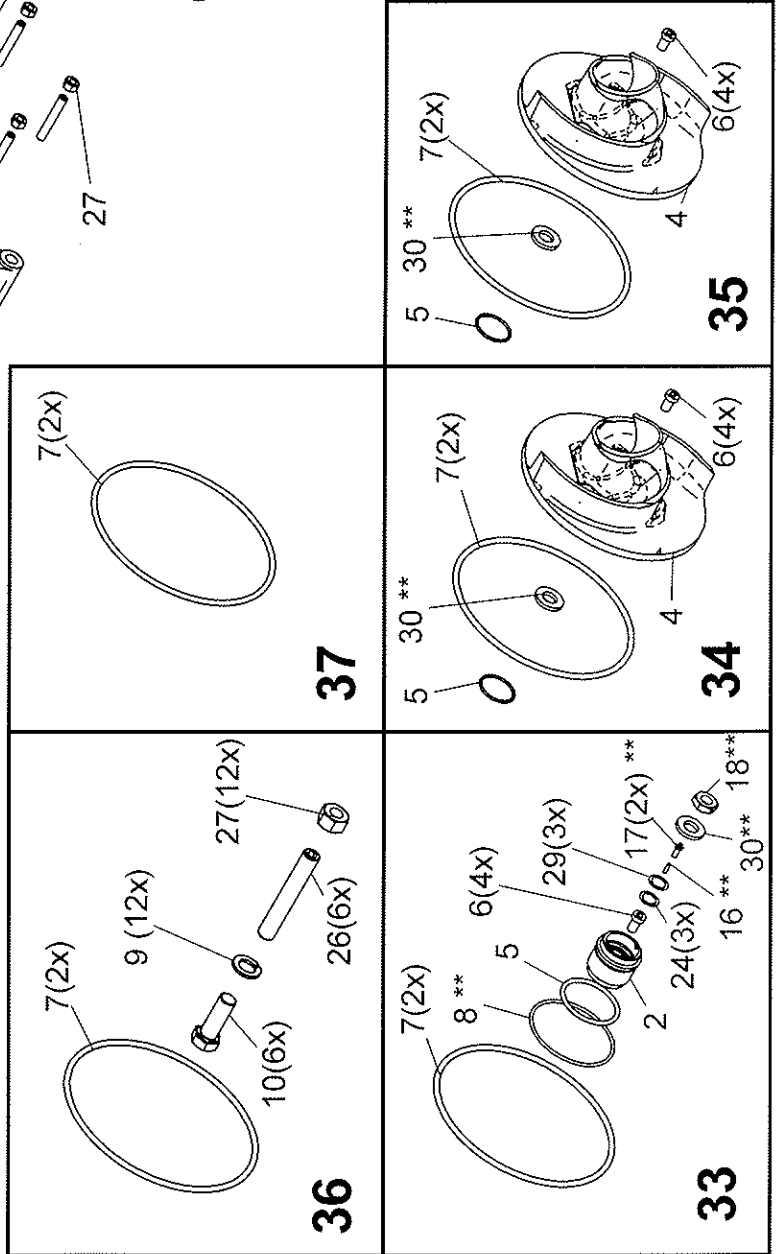 27
36
7(2x)
9 (12x)
10(6x)
26(6x)
27(12x)
37
7(2x)
33
7(2x)
8 **
5
2
6(4x)
24(3x)
29(3x)
16 **
17(2x) **
30**
18**
34
5
30 **
7(2x)
4
6(4x)
35
5
30 **
7(2x)
4
6(4x)